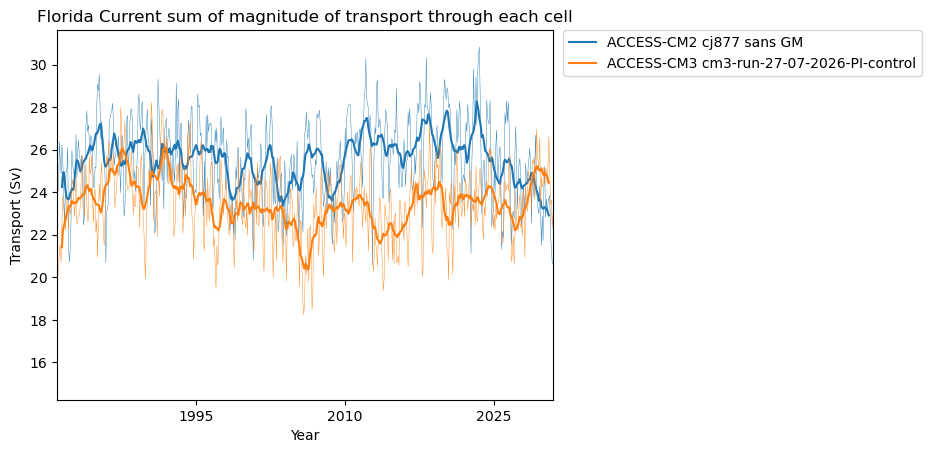 Florida Current sum of magnitude of transport through each cell
ACCESS-CM2 cj877 sans GM
ACCESS-CM3 cm3-run-27-07-2026-PI-control
Transport (Sv)
30
28
26
24
22
20
18
16
1995
2010
2025
Year